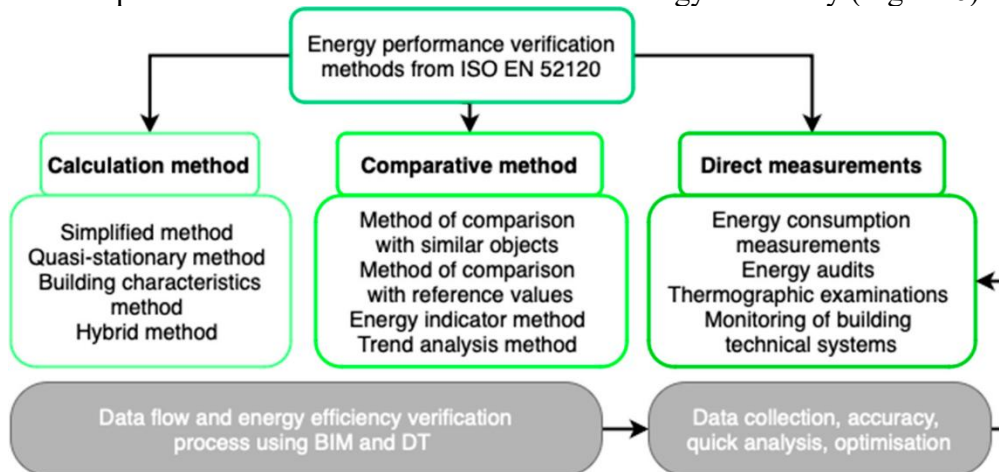 Energy performance verification
methods from ISO EN 52120
Calculation method
Simplified method
Quasi-stationary method
Building characteristics
method
Hybrid method
Comparative method
Method of comparison
with similar objects
Method of comparison
with reference values
Energy indicator method
Trend analysis method
Direct measurements
Energy consumption
measurements
Energy audits
Thermographic examinations
Monitoring of building
technical systems
Data flow and energy efficiency verification
process using BIM and DT
Data collection, accuracy,
quick analysis, optimisation